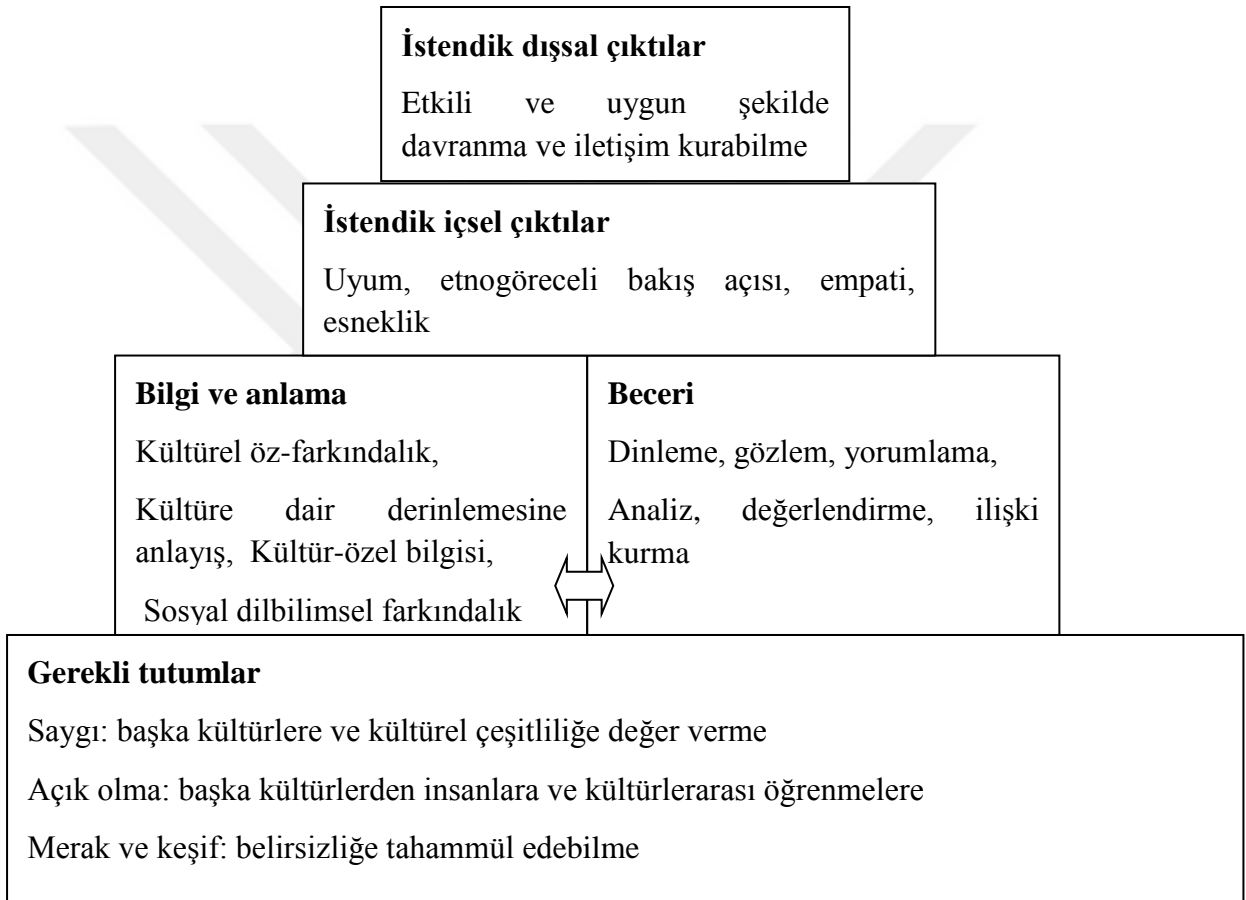 İstendik dışsal çıktılar
Etkili ve uygun şekilde
davranma ve iletişim kurabilme
İstendik içsel çıktılar
Uyum, etnogöreceli bakış açısı, empati,
esneklik
Bilgi ve anlama
Kültürel öz-farkındalık,
Kültüre dair derinlemesine
anlayış, Kültür-özel bilgisi,
Sosyal dilbilimsel farkındalık
Beceri
Dinleme, gözlem, yorumlama,
Analiz, değerlendirme, ilişki
kurma
Gerekli tutumlar
Saygı: başka kültürlere ve kültürel çeşitliliğe değer verme
Açık olma: başka kültürlerden insanlara ve kültürlerarası öğrenmelere
Merak ve keşif: belirsizliğe tahammül edebilme